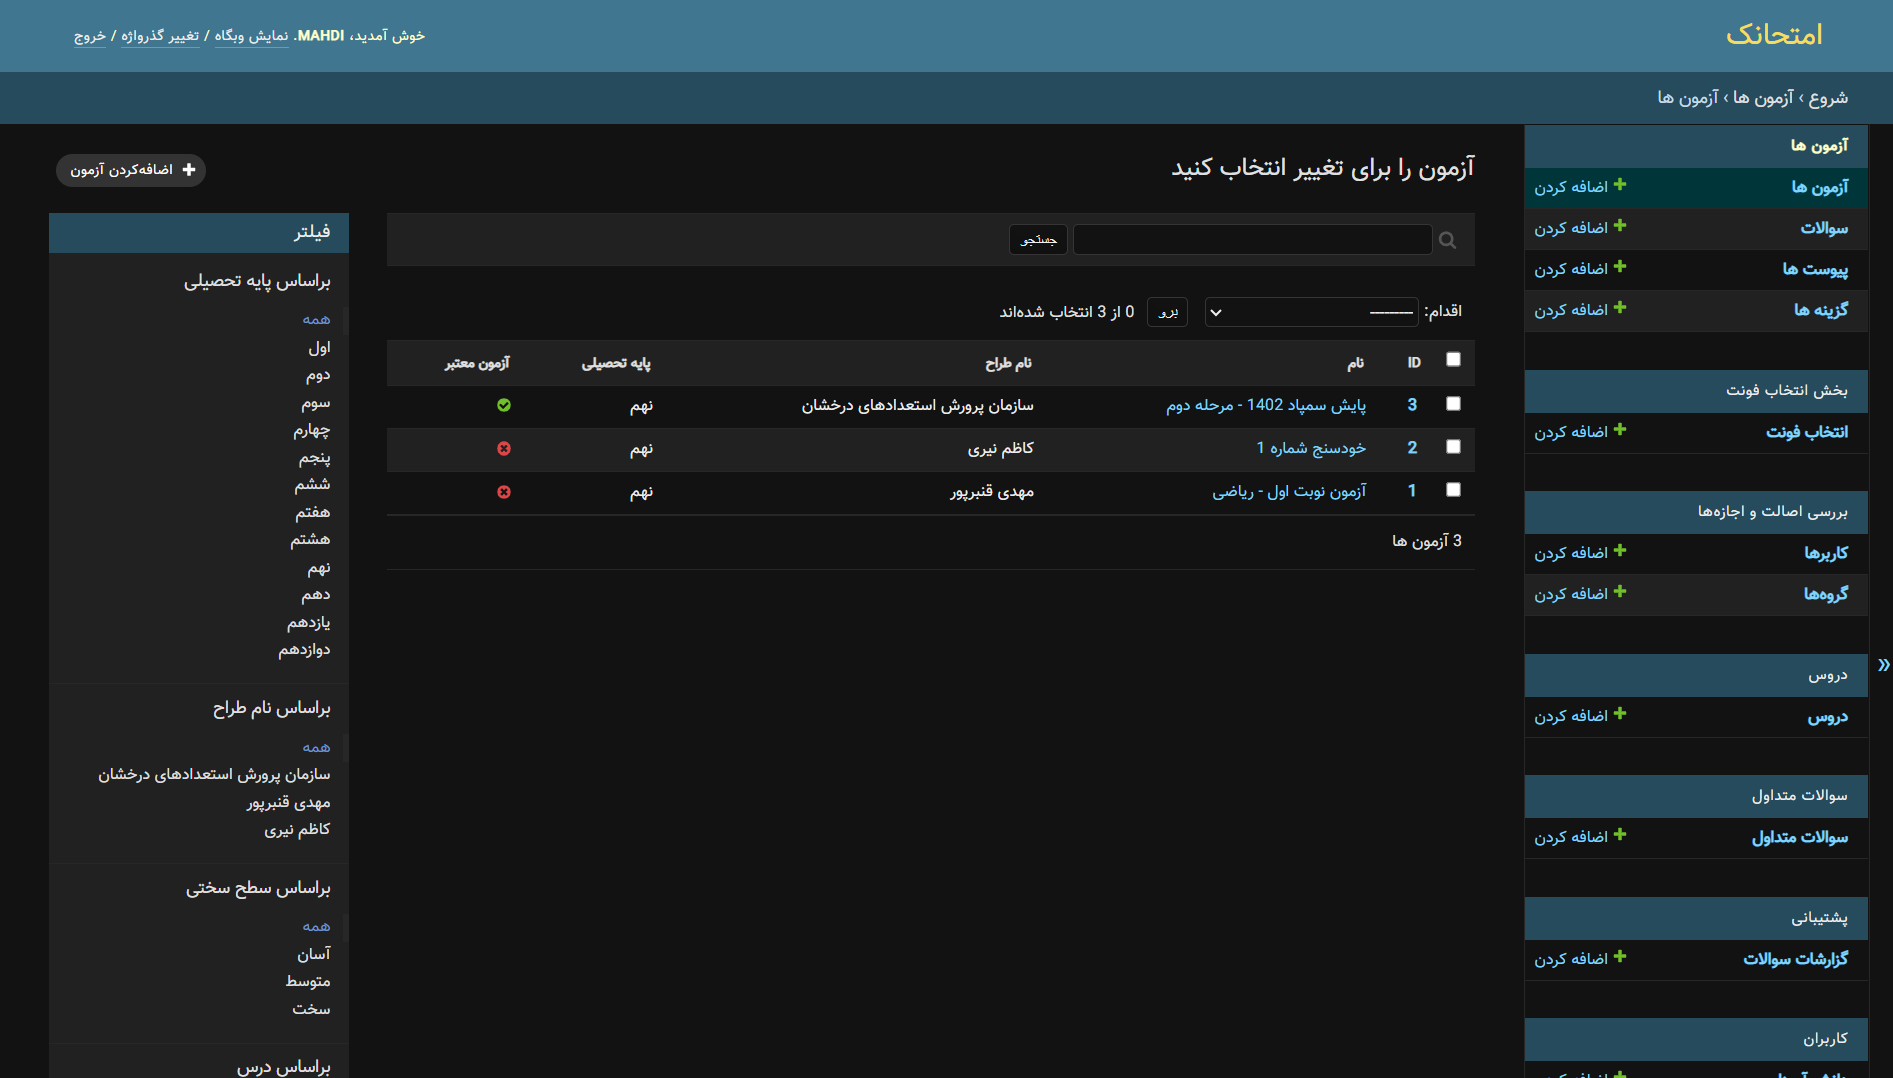 امتحانک
خوش آمدید، MAHDI. نمایش وبگاه / تغییر گذرواژه / خروج
شروع › آزمون ها › آزمون ها
آزمون ها
آزمون ها
اضافه کردن
سوالات
اضافه کردن
پیوست ها
اضافه کردن
گزینه ها
اضافه کردن
بخش انتخاب فونت
انتخاب فونت
اضافه کردن
بررسی اصالت و اجازه‌ها
کاربرها
اضافه کردن
گروه‌ها
اضافه کردن
دروس
دروس
اضافه کردن
سوالات متداول
سوالات متداول
اضافه کردن
پشتیبانی
گزارشات سوالات
اضافه کردن
کاربران
«
آزمون را برای تغییر انتخاب کنید
اضافه‌کردن آزمون
جستجو
اقدام: --------- برو 0 از 3 انتخاب شده‌اند
ID نام نام طراح پایه تحصیلی آزمون معتبر
3 پایش سمپاد 1402 - مرحله دوم سازمان پرورش استعدادهای درخشان نهم
2 خودسنج شماره 1 کاظم نیری نهم
1 آزمون نوبت اول - ریاضی مهدی قنبرپور نهم
3 آزمون ها
فیلتر
براساس پایه تحصیلی
همه
اول
دوم
سوم
چهارم
پنجم
ششم
هفتم
هشتم
نهم
دهم
یازدهم
دوازدهم
براساس نام طراح
همه
سازمان پرورش استعدادهای درخشان
مهدی قنبرپور
کاظم نیری
براساس سطح سختی
همه
آسان
متوسط
سخت
براساس درس